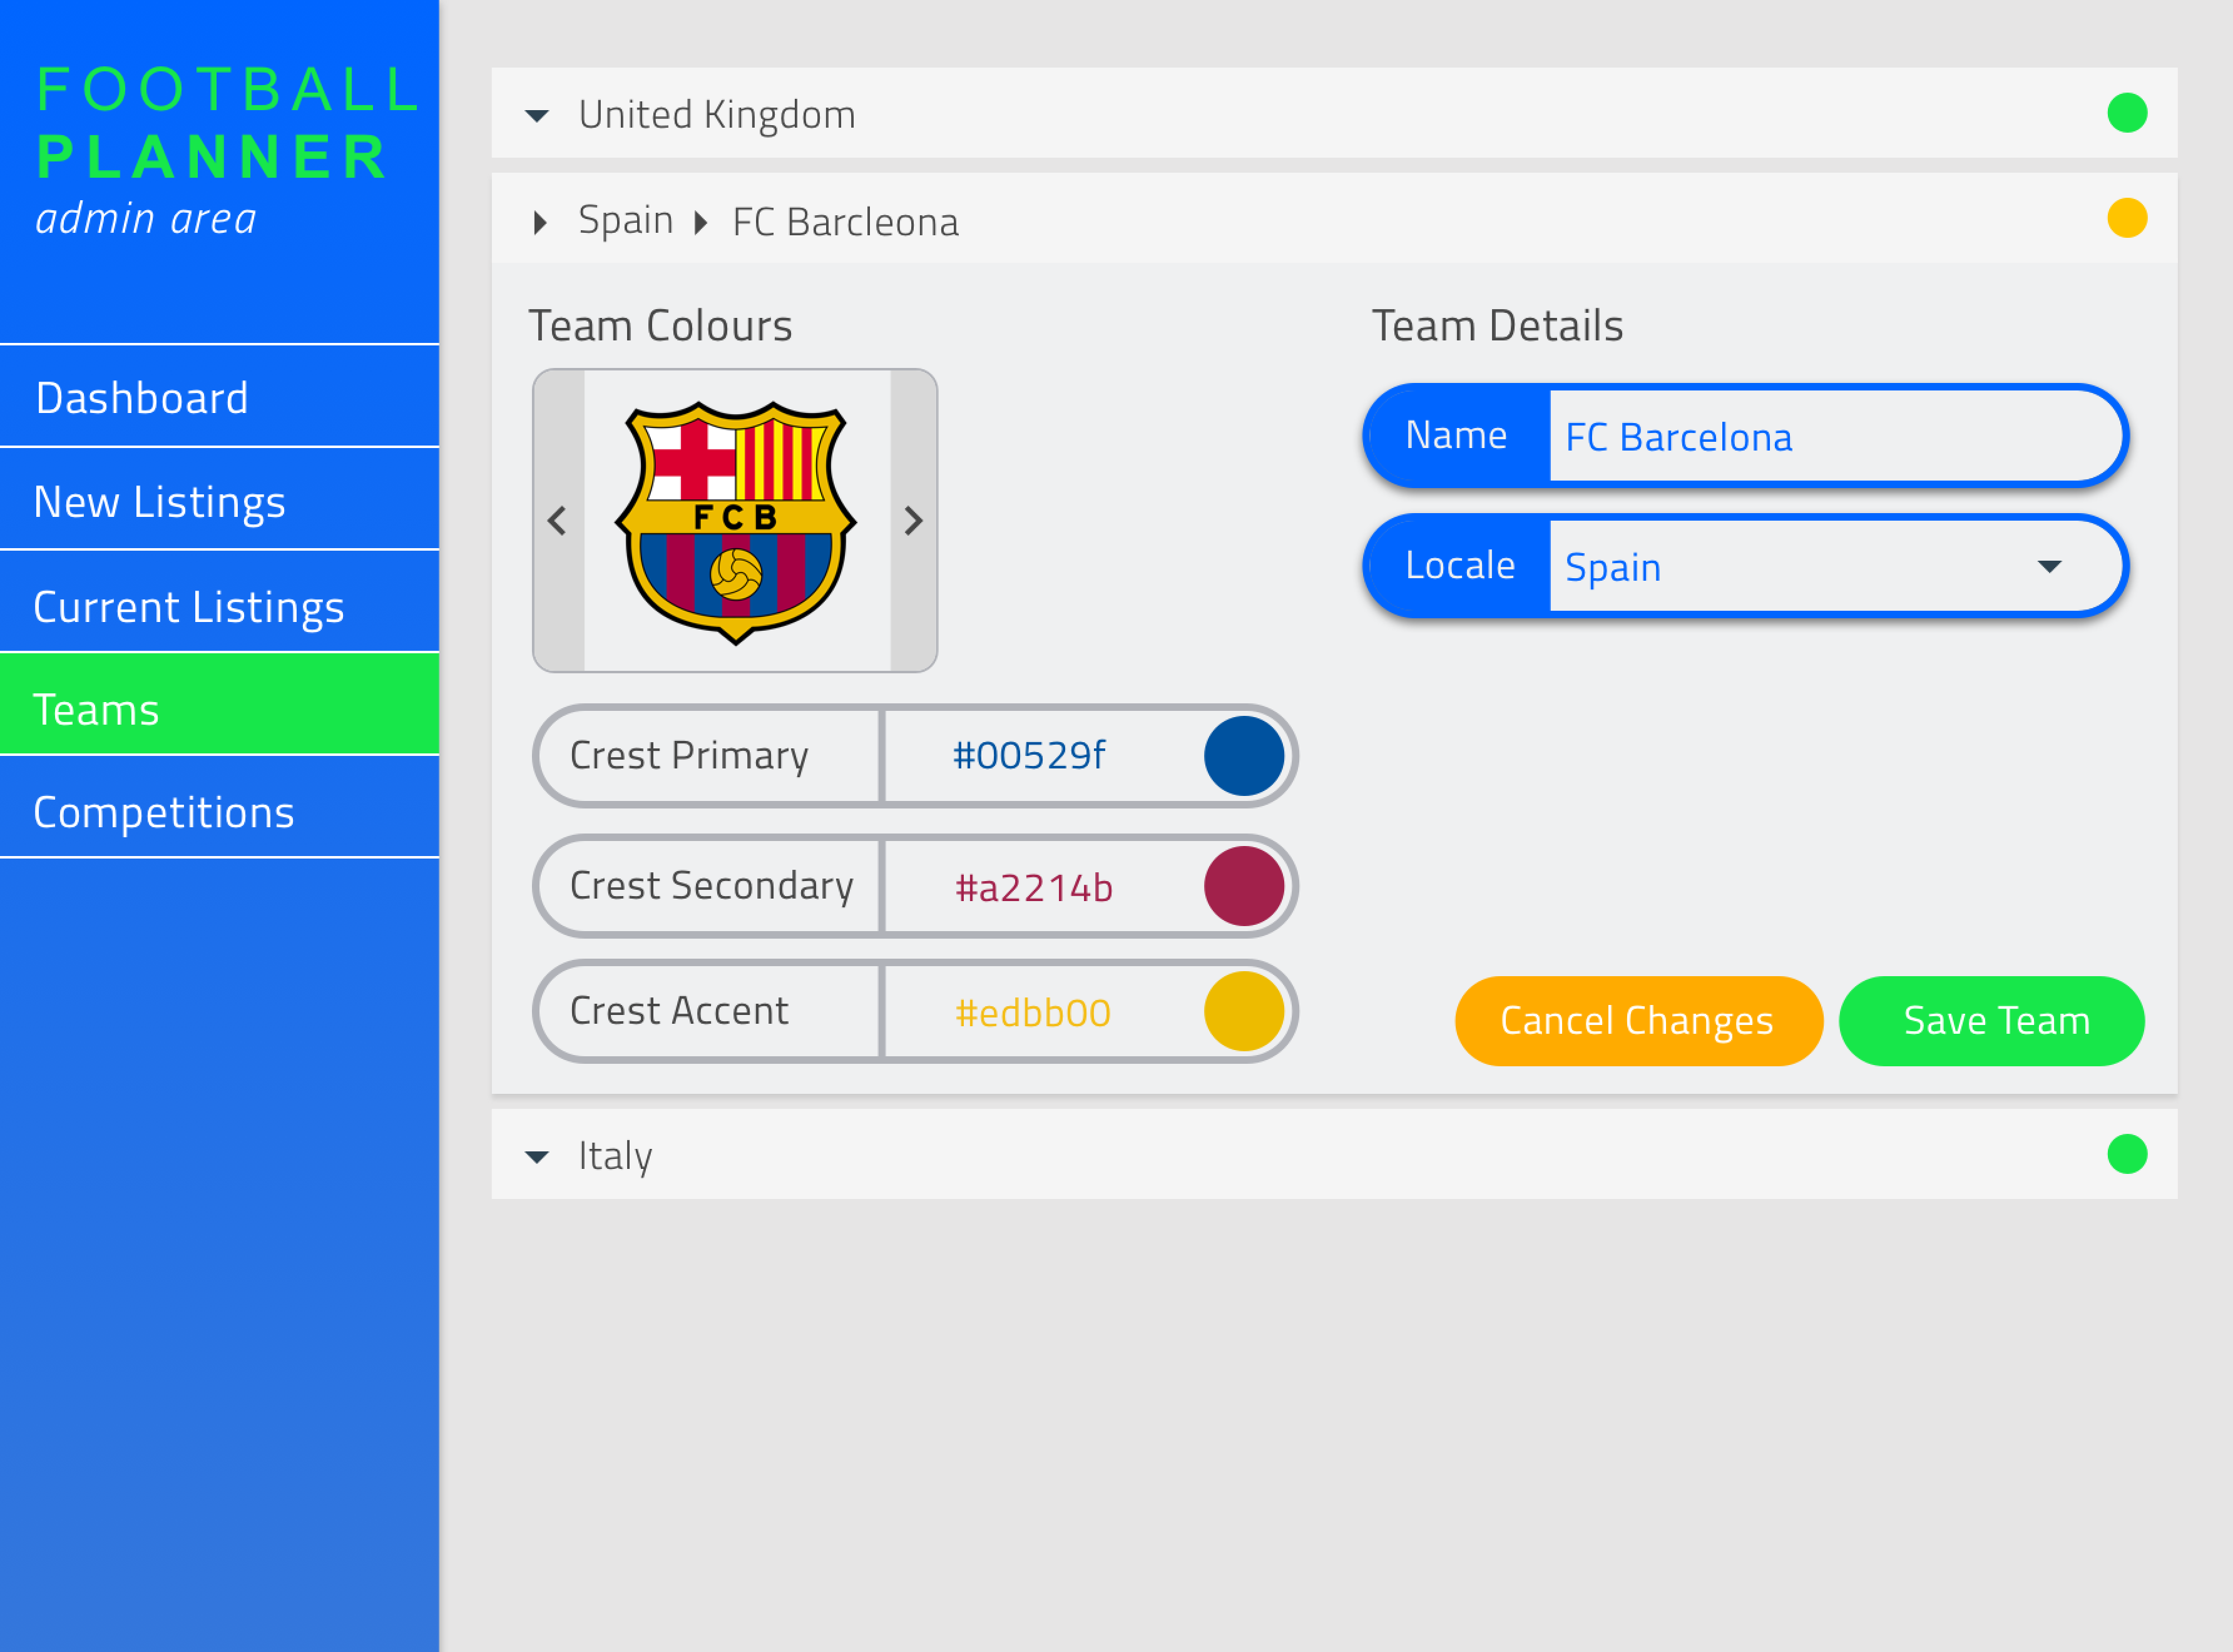 FOOTBALL
PLANNER
admin area
Dashboard
New Listings
Current Listings
Teams
Competitions
United Kingdom
Spain FC Barcleona
Team Colours
FCB
Crest Primary #00529f
Crest Secondary #a2214b
Crest Accent #edbb00
Team Details
Name FC Barcelona
Locale Spain
Cancel Changes Save Team
Italy